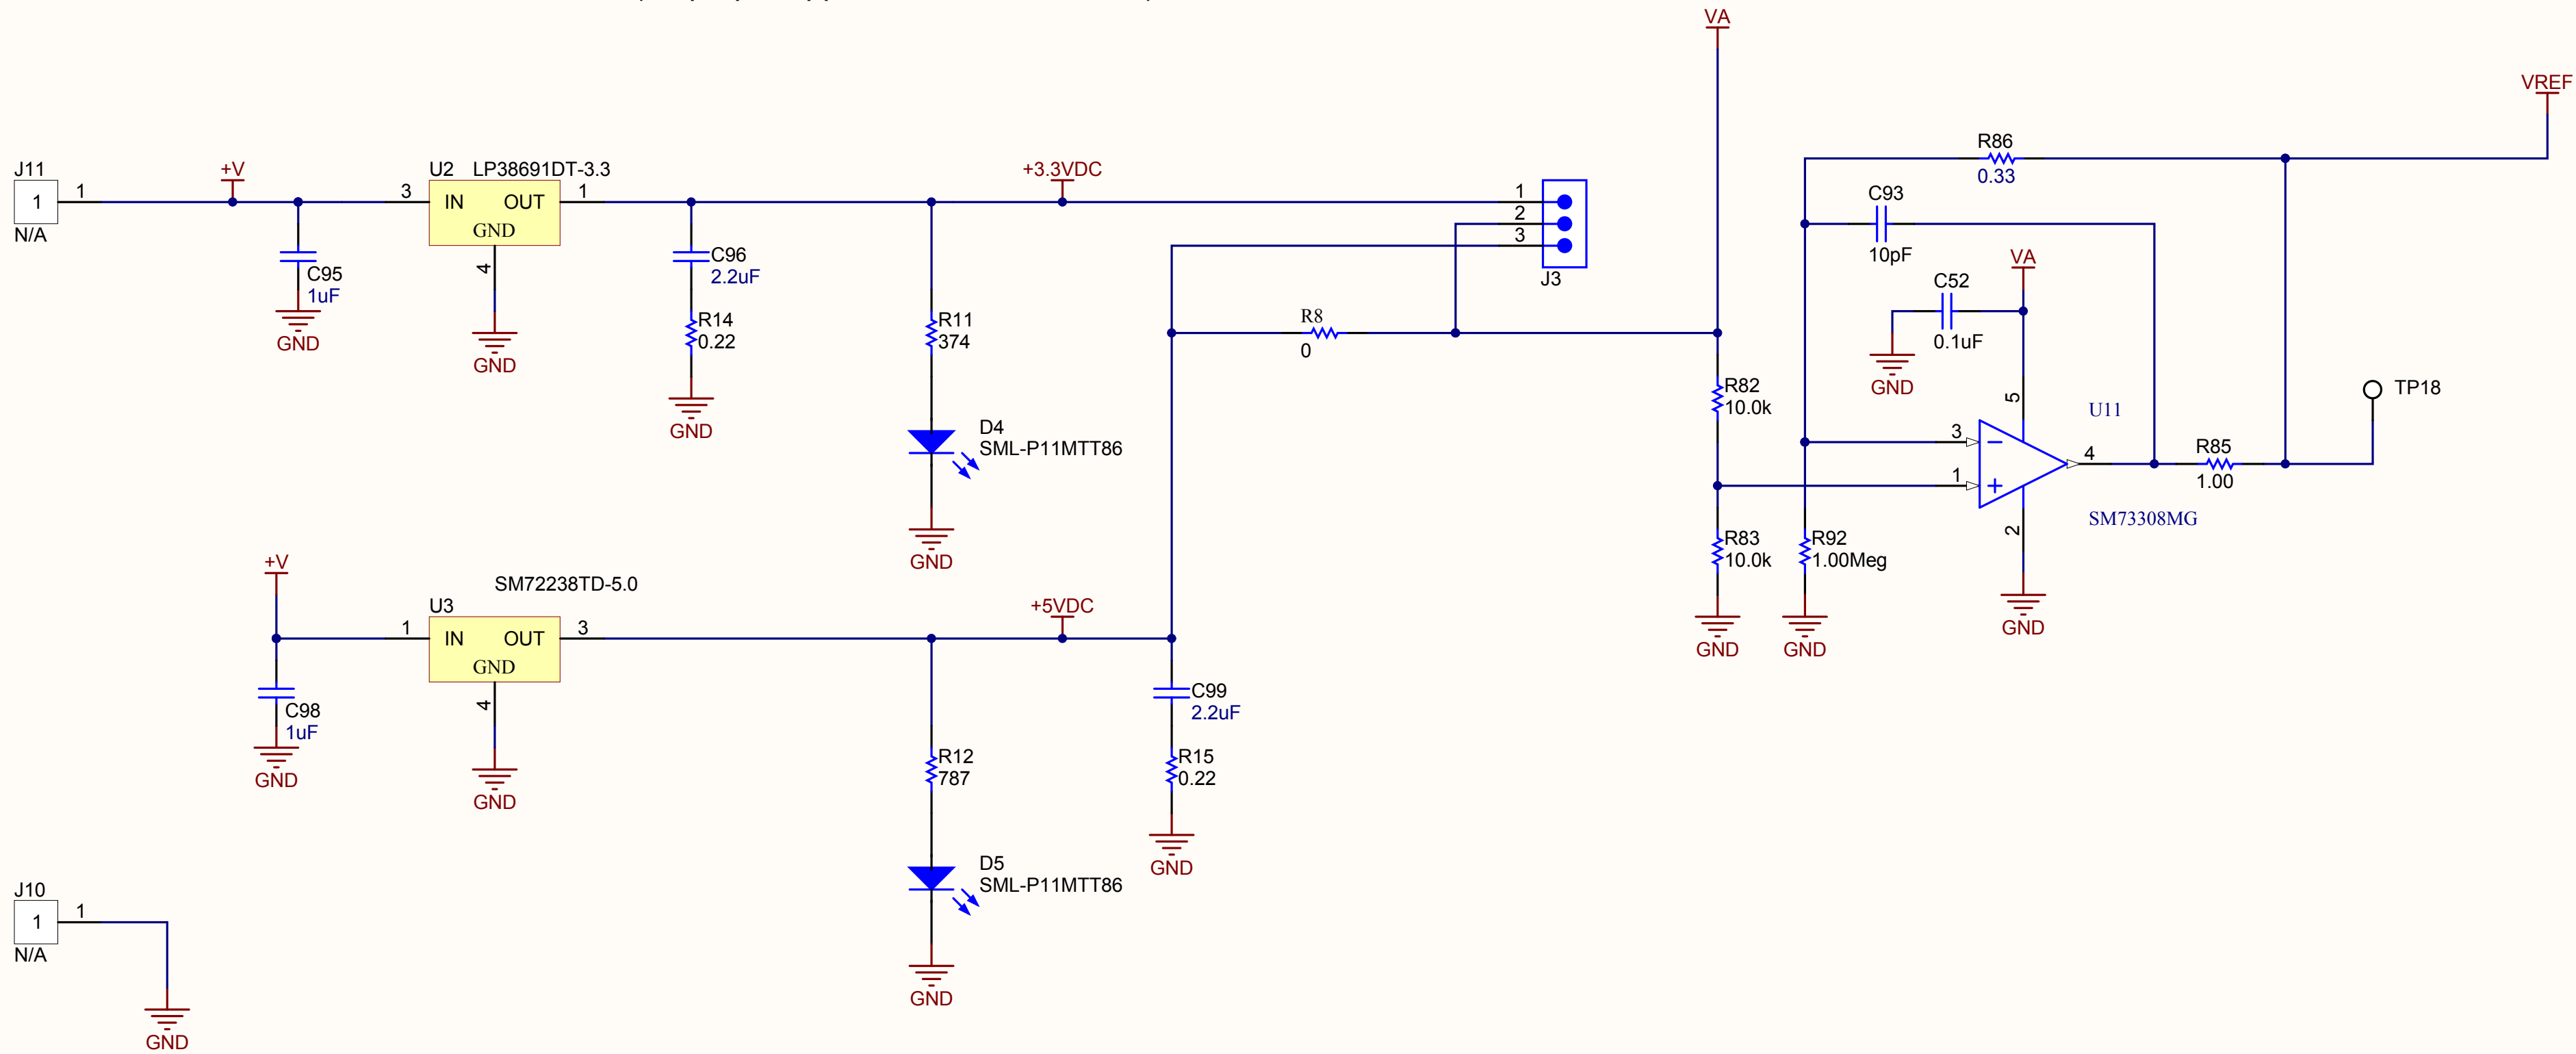 VA
VREF
J11
1
1
N/A
+V
C95
1uF
GND
U2 LP38691DT-3.3
3
IN OUT
GND
1
4
GND
C96
2.2uF
R14
0.22
GND
R11
374
D4
SML-P11MTT86
GND
+3.3VDC
1
2
3
J3
R8
0
R82
10.0k
R83
10.0k
GND
R86
0.33
C93
10pF
VA
C52
0.1uF
GND
5
U11
3
1
4
2
SM73308MG
GND
R92
1.00Meg
GND
R85
1.00
TP18
+V
C98
1uF
GND
SM72238TD-5.0
U3
1
IN OUT
GND
3
4
GND
+5VDC
R12
787
D5
SML-P11MTT86
GND
C99
2.2uF
R15
0.22
GND
J10
1
1
N/A
GND